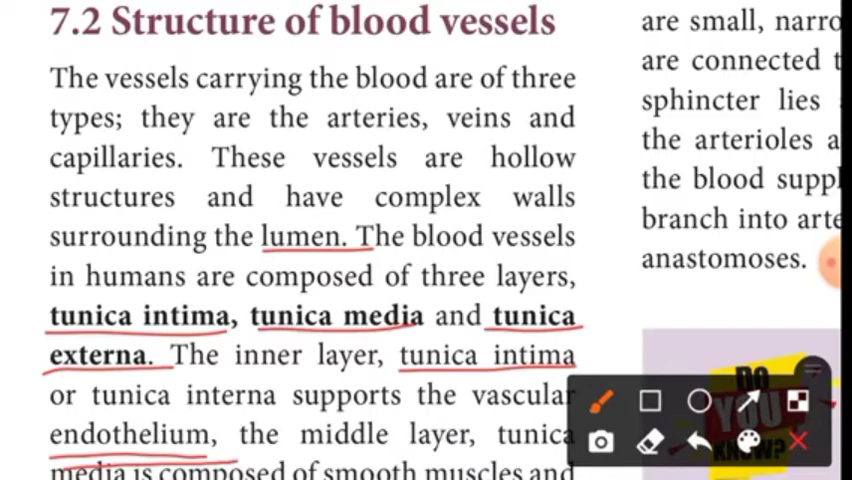 7.2 Structure of blood vessels
The vessels carrying the blood are of three
types; they are the arteries, veins and
capillaries. These vessels are hollow
structures and have complex walls
surrounding the lumen. The blood vessels
in humans are composed of three layers,
tunica intima, tunica media and tunica
externa. The inner layer, tunica intima
or tunica interna supports the vascular
endothelium, the middle layer, tunica
media is composed of smooth muscles and
are small, narro
are connected t
sphincter lies
the arterioles a
the blood suppl
branch into arte
anastomoses.
DO
YOU
KNOW?